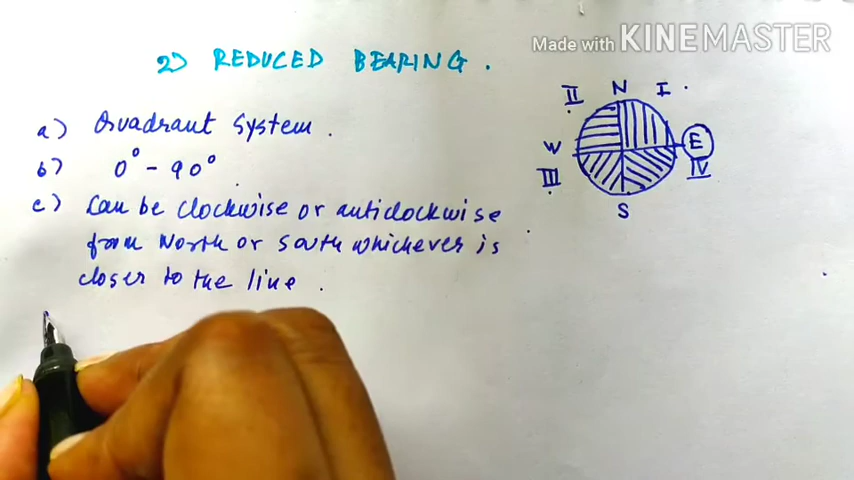 Made with KINEMASTER
2) REDUCED BEARING.
a) Quadrant System.
b) 0° - 90°
c) Can be clockwise or anticlockwise
from North or South whichever is
closer to the line.
II N I
W E
III IV
S